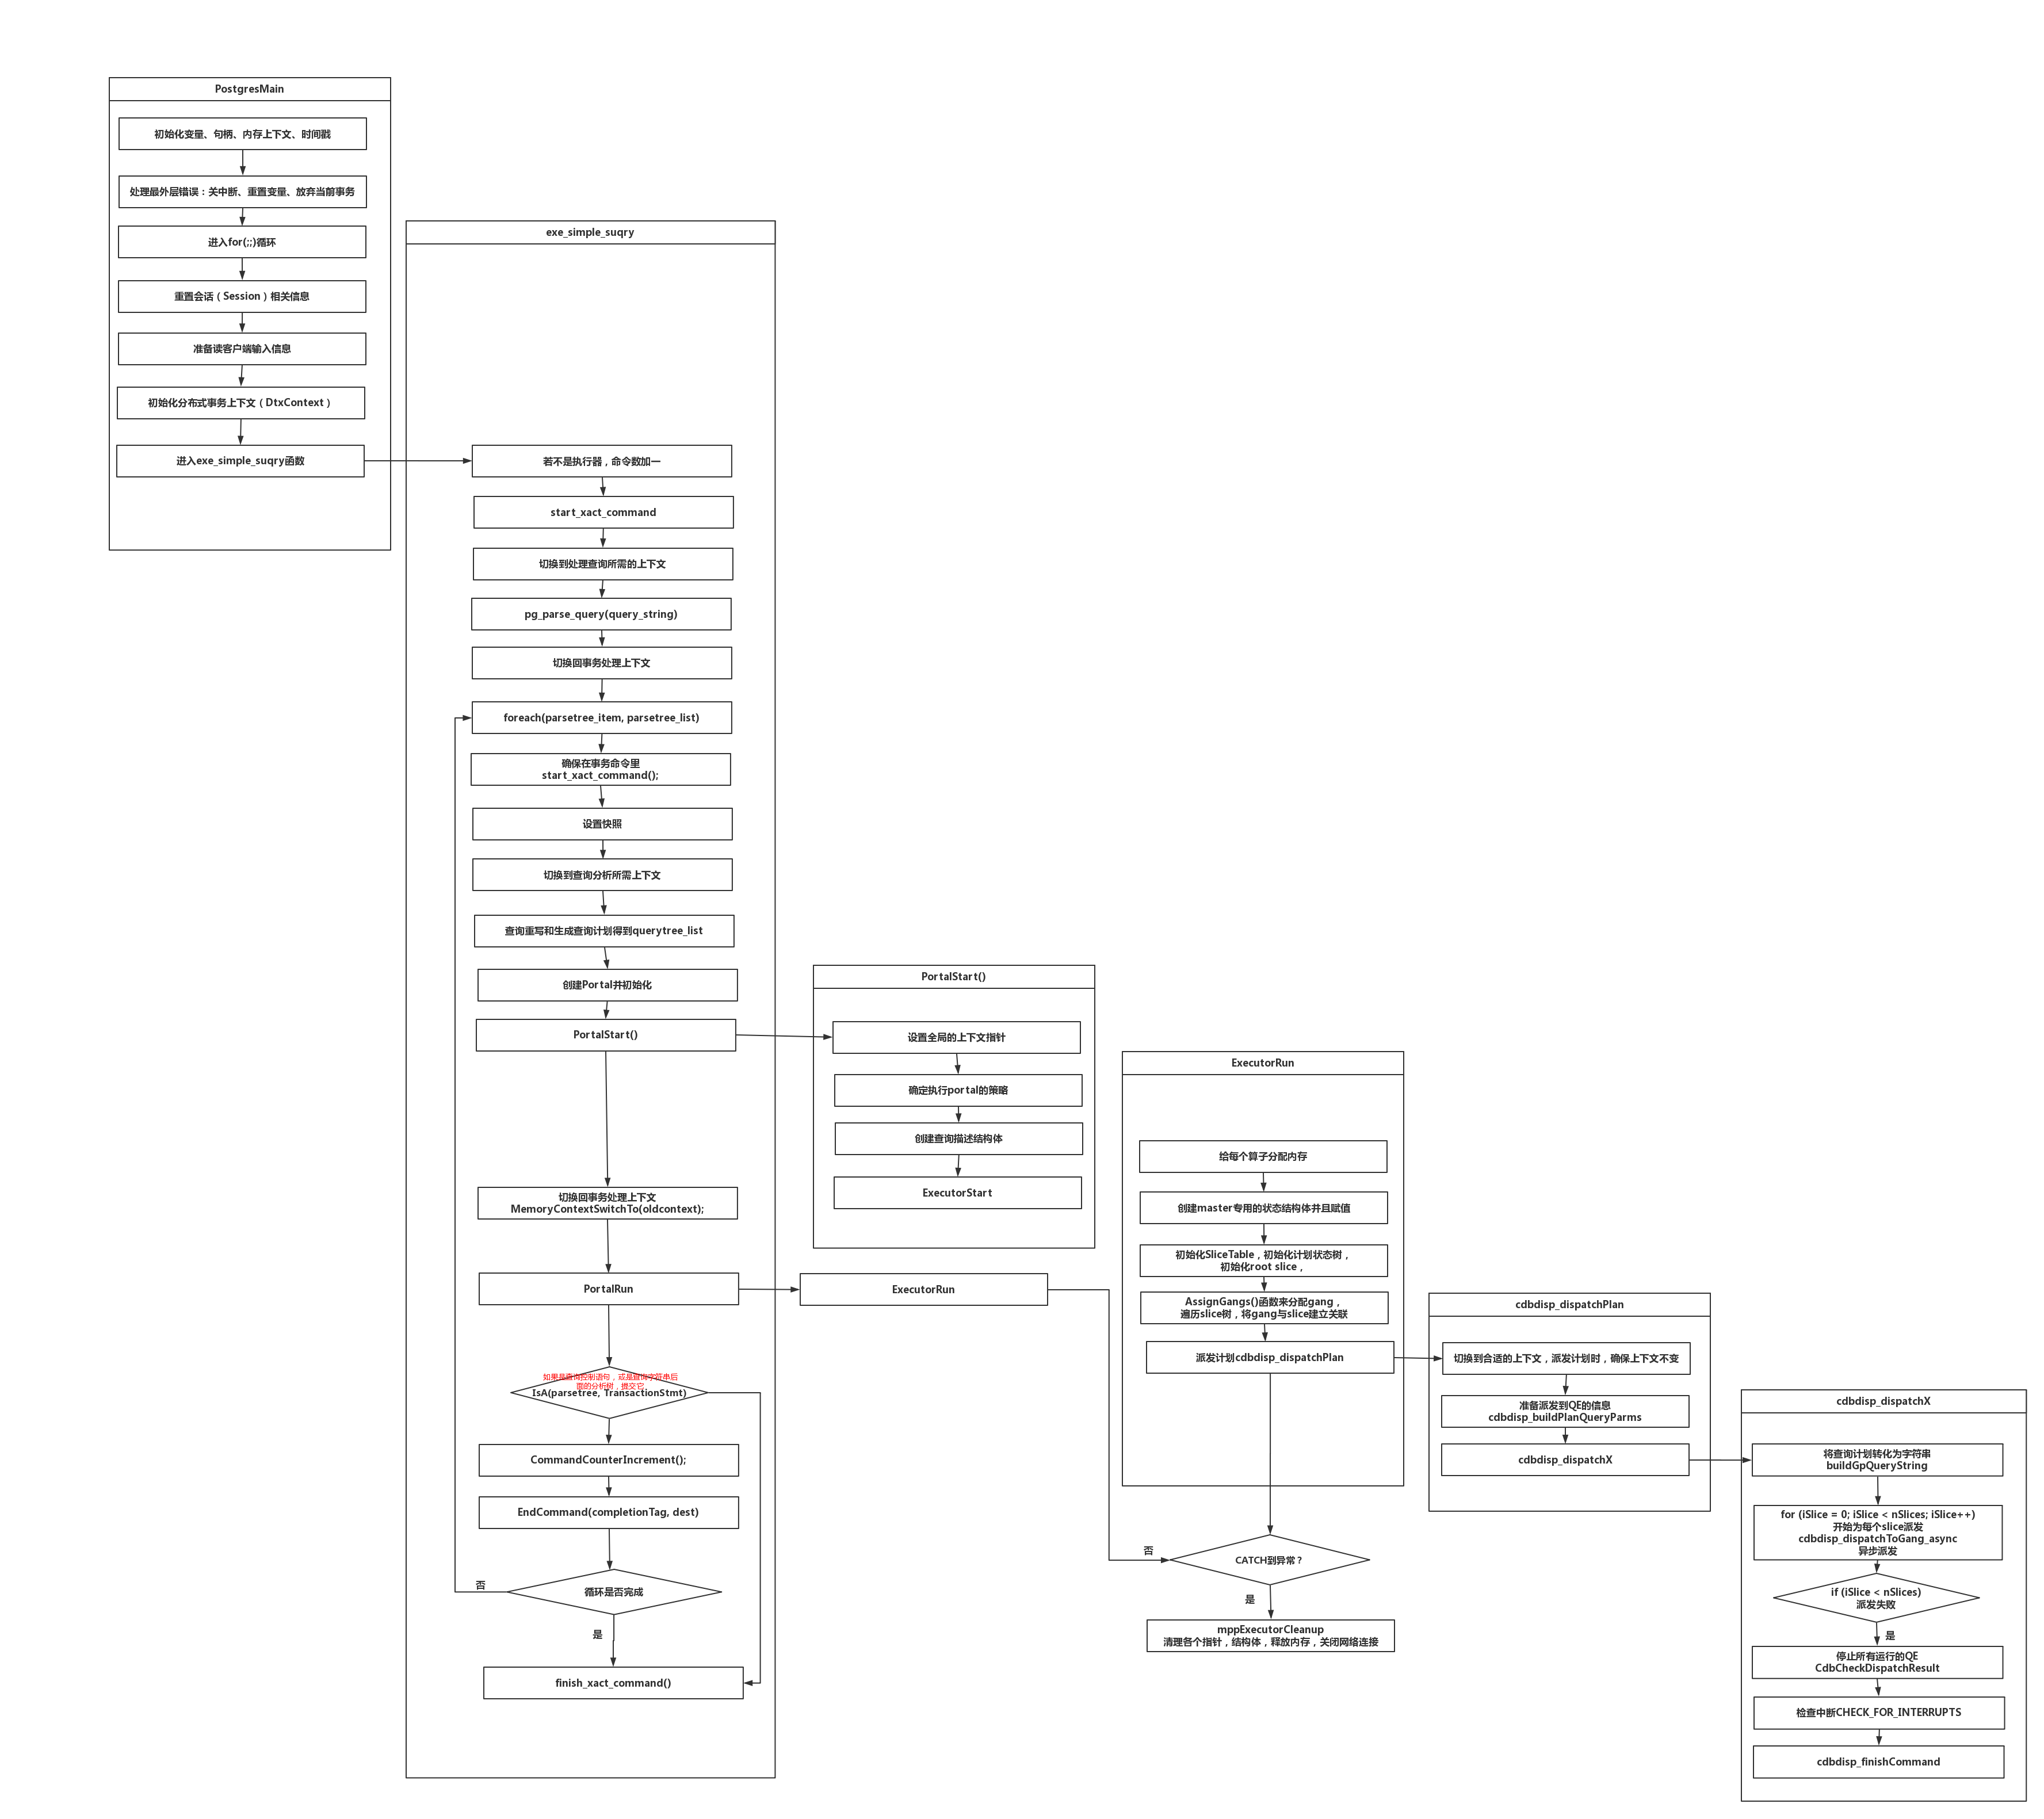 PostgresMain
初始化变量、句柄、内存上下文、时间戳
处理最外层错误：关中断、重置变量、放弃当前事务
进入for(;;)循环
重置会话（Session）相关信息
准备读客户端输入信息
初始化分布式事务上下文（DtxContext）
进入exe_simple_suqry函数
exe_simple_suqry
若不是执行器，命令数加一
start_xact_command
切换到处理查询所需的上下文
pg_parse_query(query_string)
切换回事务处理上下文
foreach(parsetree_item, parsetree_list)
确保在事务命令里
start_xact_command();
设置快照
切换到查询分析所需上下文
查询重写和生成查询计划得到querytree_list
创建Portal并初始化
PortalStart()
切换回事务处理上下文
MemoryContextSwitchTo(oldcontext);
PortalRun
如果是查询控制语句，或是查询字符串后
面的分析树，提交它
IsA(parsetree, TransactionStmt)
CommandCounterIncrement();
EndCommand(completionTag, dest)
否
循环是否完成
是
finish_xact_command()
PortalStart()
设置全局的上下文指针
确定执行portal的策略
创建查询描述结构体
ExecutorStart
ExecutorRun
ExecutorRun
给每个算子分配内存
创建master专用的状态结构体并且赋值
初始化SliceTable，初始化计划状态树，
初始化root slice，
AssignGangs()函数来分配gang，
遍历slice树，将gang与slice建立关联
派发计划cdbdisp_dispatchPlan
否
CATCH到异常？
是
mppExecutorCleanup
清理各个指针，结构体，释放内存，关闭网络连接
cdbdisp_dispatchPlan
切换到合适的上下文，派发计划时，确保上下文不变
准备派发到QE的信息
cdbdisp_buildPlanQueryParms
cdbdisp_dispatchX
cdbdisp_dispatchX
将查询计划转化为字符串
buildGpQueryString
for (iSlice = 0; iSlice < nSlices; iSlice++)
开始为每个slice派发
cdbdisp_dispatchToGang_async
异步派发
if (iSlice < nSlices)
派发失败
是
停止所有运行的QE
CdbCheckDispatchResult
检查中断CHECK_FOR_INTERRUPTS
cdbdisp_finishCommand